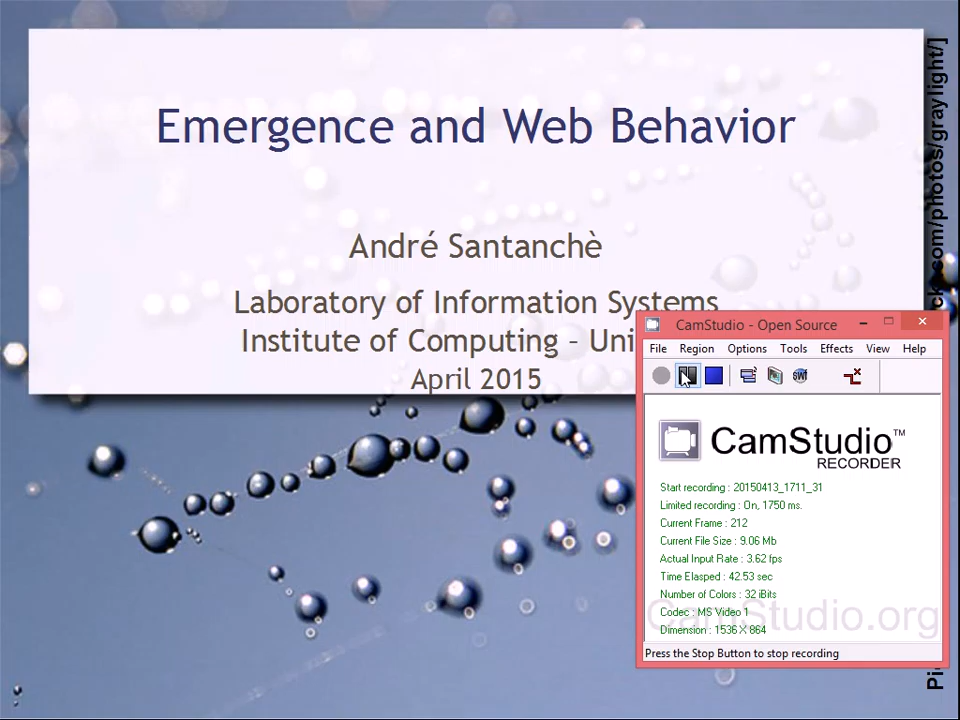 Emergence and Web Behavior
André Santanchè
Laboratory of Information Systems
Institute of Computing – Uni
April 2015
com/photos/graylight/]
CamStudio - Open Source
File Region Options Tools Effects View Help
SWF
CamStudio™
RECORDER
Start recording : 20150413_1711_31
Limited recording : On, 1750 ms.
Current Frame : 212
Current File Size : 9.06 Mb
Actual Input Rate : 3.62 fps
Time Elasped : 42.53 sec
Number of Colors : 32 iBits
Codec : MS Video 1
Dimension : 1536 X 864
CamStudio.org
Press the Stop Button to stop recording